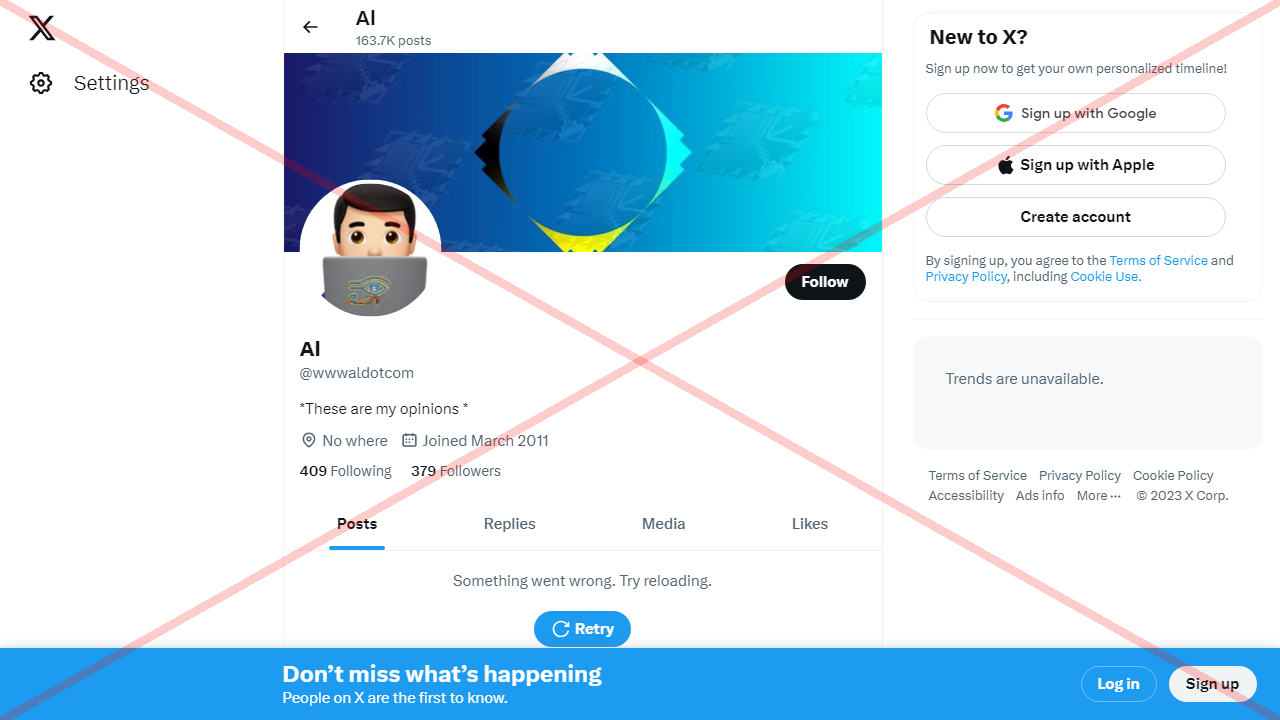 Settings
Al
163.7K posts
Follow
Al
@wwwaldotcom
*These are my opinions *
No where Joined March 2011
409 Following 379 Followers
Posts Replies Media Likes
Something went wrong. Try reloading.
Retry
New to X?
Sign up now to get your own personalized timeline!
Sign up with Google
Sign up with Apple
Create account
By signing up, you agree to the Terms of Service and
Privacy Policy, including Cookie Use.
Trends are unavailable.
Terms of Service Privacy Policy Cookie Policy
Accessibility Ads info More ··· © 2023 X Corp.
Don’t miss what’s happening
People on X are the first to know.
Log in Sign up